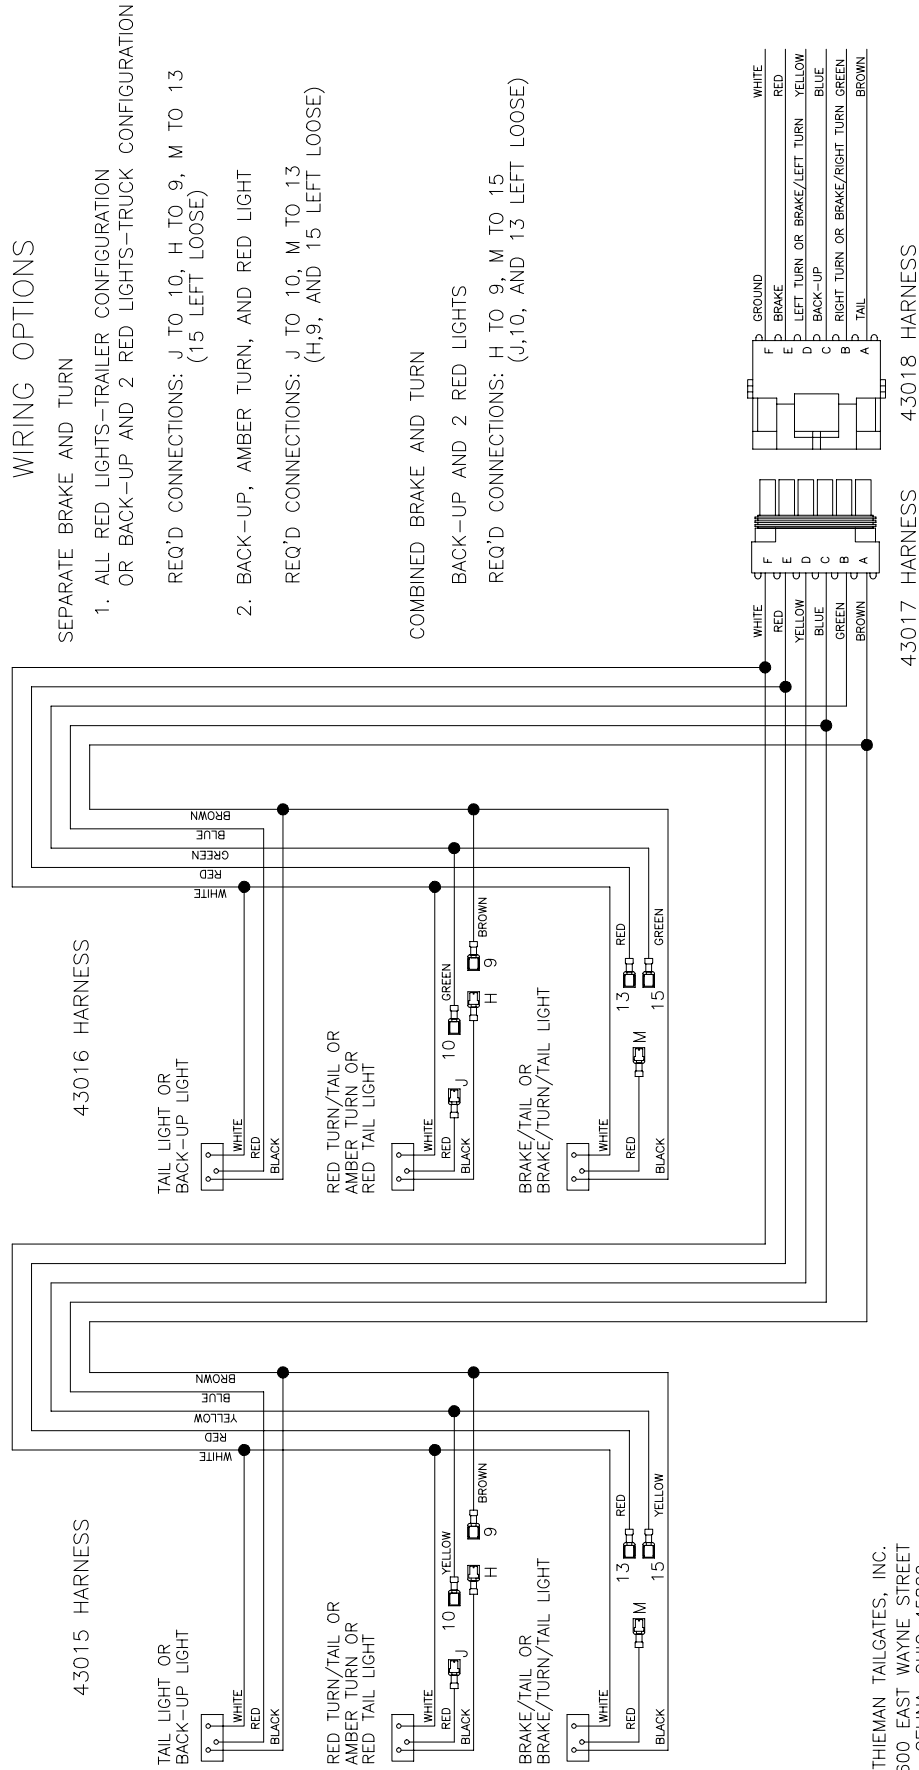 WIRING OPTIONS
SEPARATE BRAKE AND TURN
1. ALL RED LIGHTS-TRAILER CONFIGURATION
OR BACK-UP AND 2 RED LIGHTS-TRUCK CONFIGURATION
REQ'D CONNECTIONS: J TO 10, H TO 9, M TO 13
(15 LEFT LOOSE)
2. BACK-UP, AMBER TURN, AND RED LIGHT
REQ'D CONNECTIONS: J TO 10, M TO 13
(H,9, AND 15 LEFT LOOSE)
COMBINED BRAKE AND TURN
BACK-UP AND 2 RED LIGHTS
REQ'D CONNECTIONS: H TO 9, M TO 15
(J,10, AND 13 LEFT LOOSE)
43015 HARNESS
TAIL LIGHT OR
BACK-UP LIGHT
WHITE
RED
BLACK
BROWN
BLUE
YELLOW
RED
WHITE
RED TURN/TAIL OR
AMBER TURN OR
RED TAIL LIGHT
WHITE
RED
BLACK
J
10
YELLOW
H
9
BROWN
BRAKE/TAIL OR
BRAKE/TURN/TAIL LIGHT
WHITE
RED
BLACK
M
13
RED
15
YELLOW
43016 HARNESS
TAIL LIGHT OR
BACK-UP LIGHT
WHITE
RED
BLACK
BROWN
BLUE
GREEN
RED
WHITE
RED TURN/TAIL OR
AMBER TURN OR
RED TAIL LIGHT
WHITE
RED
BLACK
J
10
GREEN
H
9
BROWN
BRAKE/TAIL OR
BRAKE/TURN/TAIL LIGHT
WHITE
RED
BLACK
M
13
RED
15
GREEN
WHITE F
RED E
YELLOW D
BLUE C
GREEN B
BROWN A
43017 HARNESS
F GROUND WHITE
E BRAKE RED
D LEFT TURN OR BRAKE/LEFT TURN YELLOW
C BACK-UP BLUE
B RIGHT TURN OR BRAKE/RIGHT TURN GREEN
A TAIL BROWN
43018 HARNESS
THIEMAN TAILGATES, INC.
600 EAST WAYNE STREET